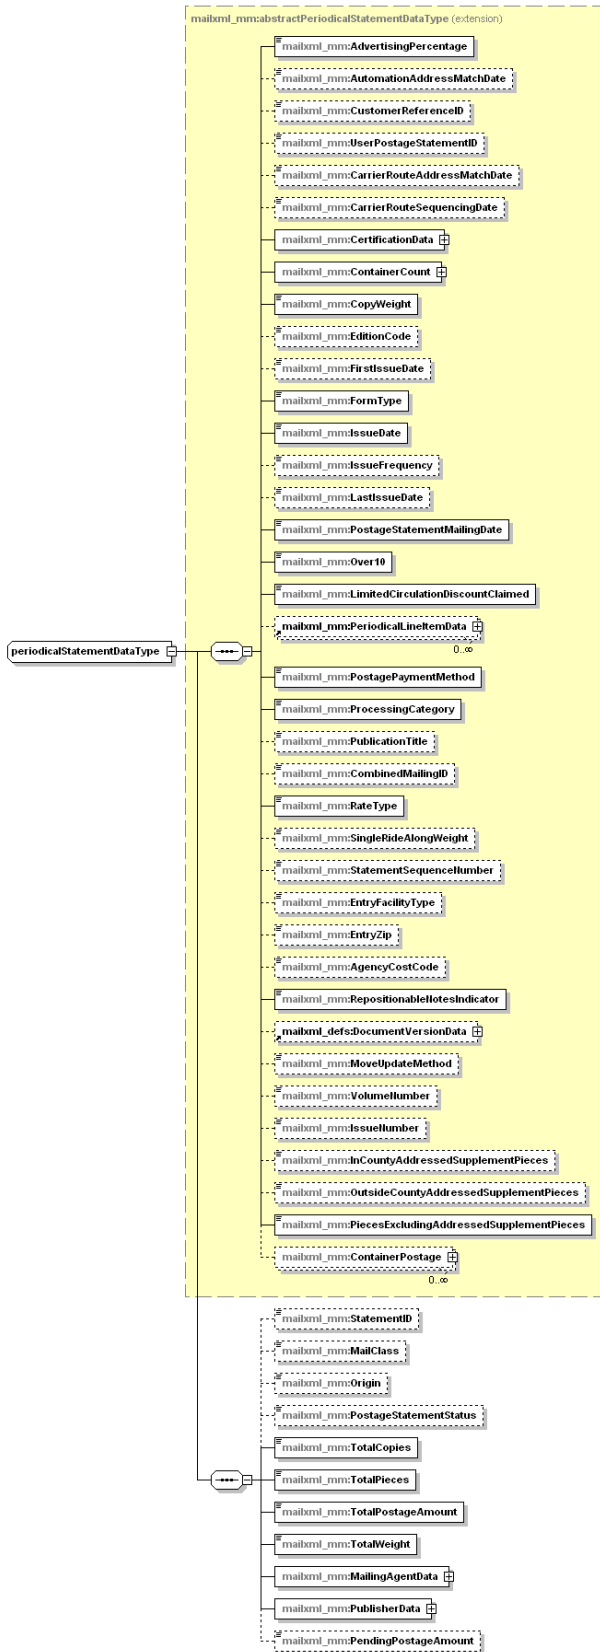 mailxml_mm:abstractPeriodicalStatementDataType (extension)
mailxml_mm:AdvertisingPercentage
mailxml_mm:AutomationAddressMatchDate
mailxml_mm:CustomerReferenceID
mailxml_mm:UserPostageStatementID
mailxml_mm:CarrierRouteAddressMatchDate
mailxml_mm:CarrierRouteSequencingDate
mailxml_mm:CertificationData
mailxml_mm:ContainerCount
mailxml_mm:CopyWeight
mailxml_mm:EditionCode
mailxml_mm:FirstIssueDate
mailxml_mm:FormType
mailxml_mm:IssueDate
mailxml_mm:IssueFrequency
mailxml_mm:LastIssueDate
mailxml_mm:PostageStatementMailingDate
mailxml_mm:Over10
mailxml_mm:LimitedCirculationDiscountClaimed
mailxml_mm:PeriodicalLineItemData
0..∞
periodicalStatementDataType
mailxml_mm:PostagePaymentMethod
mailxml_mm:ProcessingCategory
mailxml_mm:PublicationTitle
mailxml_mm:CombinedMailingID
mailxml_mm:RateType
mailxml_mm:SingleRideAlongWeight
mailxml_mm:StatementSequenceNumber
mailxml_mm:EntryFacilityType
mailxml_mm:EntryZip
mailxml_mm:AgencyCostCode
mailxml_mm:RepositionableNotesIndicator
mailxml_defs:DocumentVersionData
mailxml_mm:MoveUpdateMethod
mailxml_mm:VolumeNumber
mailxml_mm:IssueNumber
mailxml_mm:InCountyAddressedSupplementPieces
mailxml_mm:OutsideCountyAddressedSupplementPieces
mailxml_mm:PiecesExcludingAddressedSupplementPieces
mailxml_mm:ContainerPostage
0..∞
mailxml_mm:StatementID
mailxml_mm:MailClass
mailxml_mm:Origin
mailxml_mm:PostageStatementStatus
mailxml_mm:TotalCopies
mailxml_mm:TotalPieces
mailxml_mm:TotalPostageAmount
mailxml_mm:TotalWeight
mailxml_mm:MailingAgentData
mailxml_mm:PublisherData
mailxml_mm:PendingPostageAmount